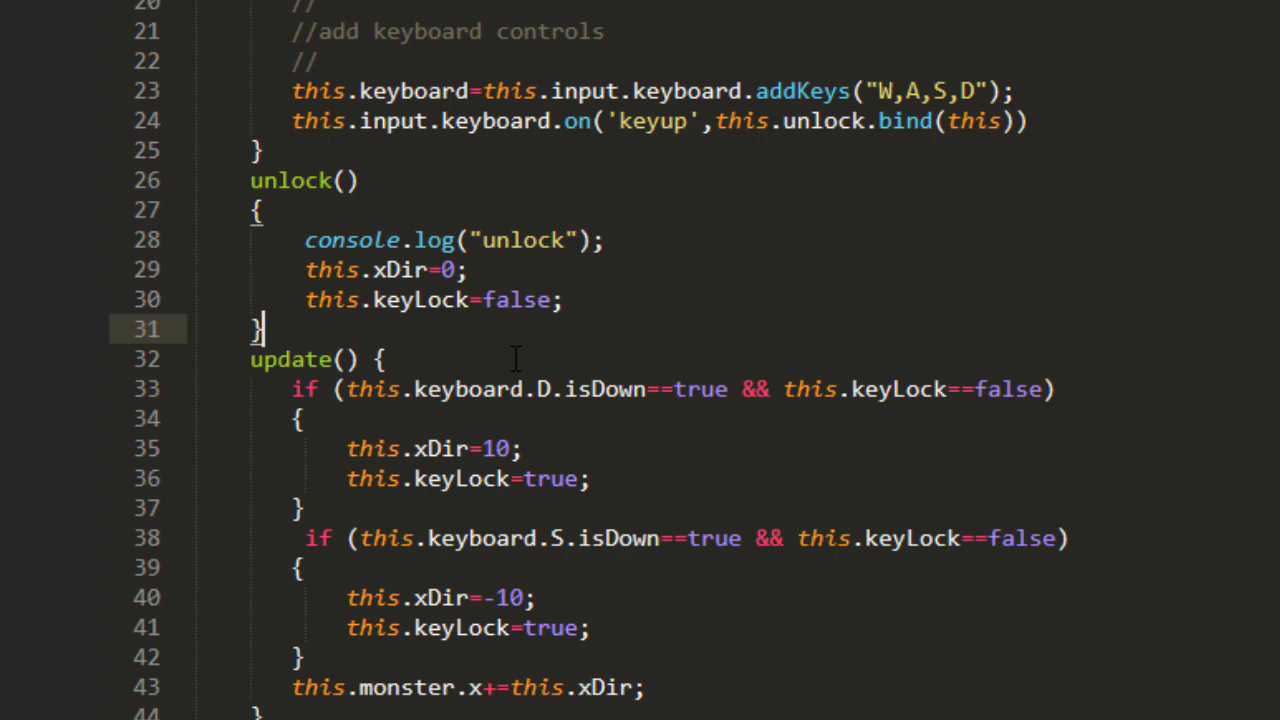 20 //
21 //add keyboard controls
22 //
23 this.keyboard=this.input.keyboard.addKeys("W,A,S,D");
24 this.input.keyboard.on('keyup',this.unlock.bind(this))
25 }
26 unlock()
27 {
28 console.log("unlock");
29 this.xDir=0;
30 this.keyLock=false;
31 }
32 update() {
33 if (this.keyboard.D.isDown==true && this.keyLock==false)
34 {
35 this.xDir=10;
36 this.keyLock=true;
37 }
38 if (this.keyboard.S.isDown==true && this.keyLock==false)
39 {
40 this.xDir=-10;
41 this.keyLock=true;
42 }
43 this.monster.x+=this.xDir;
44 }